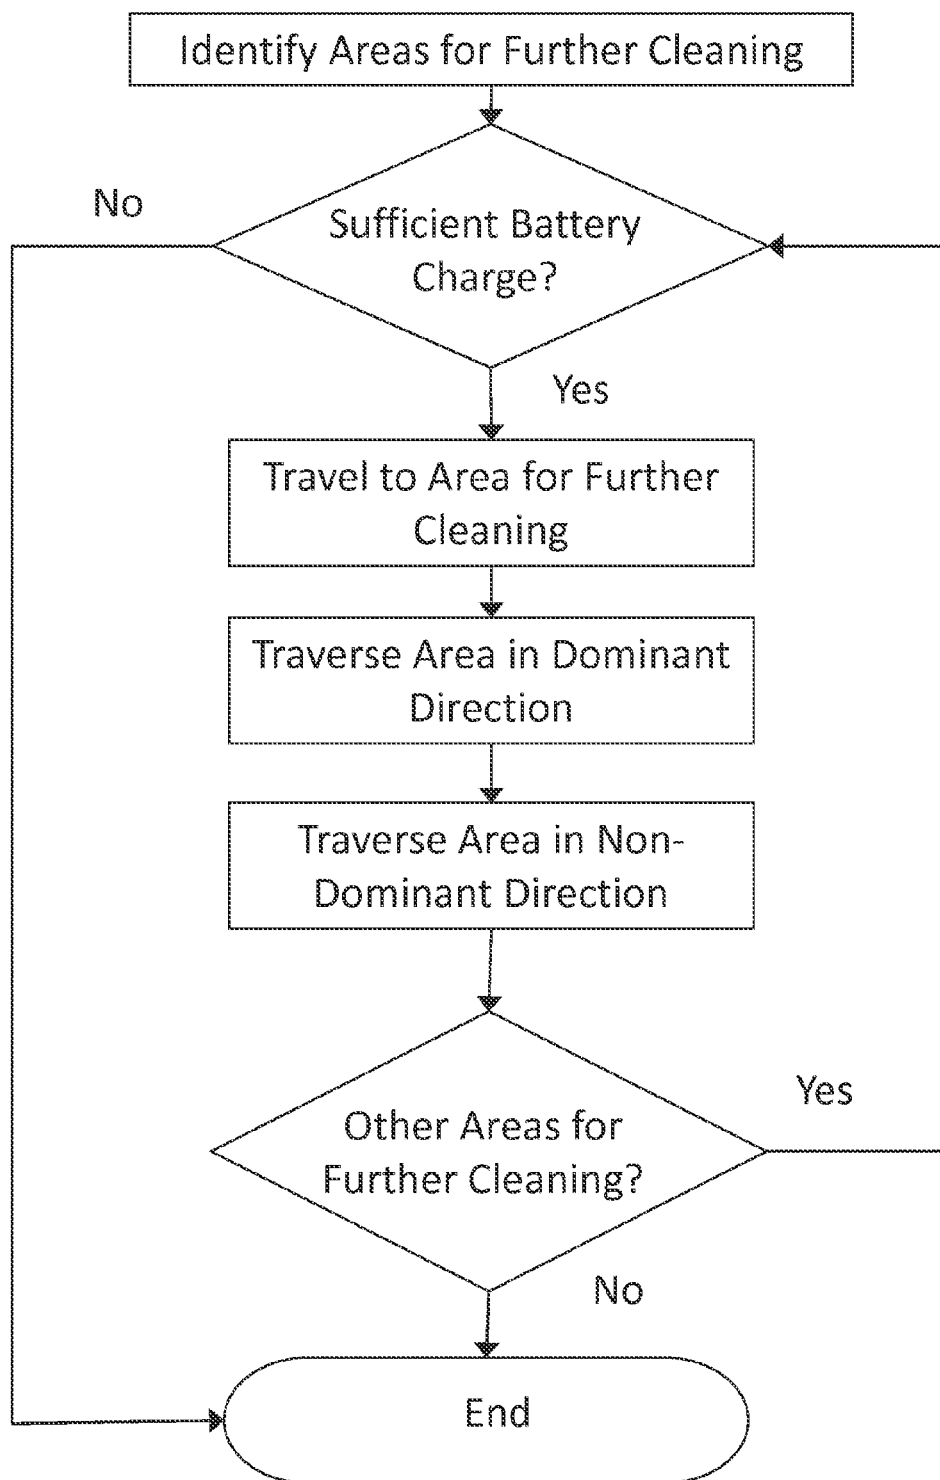 Identify Areas for Further Cleaning
No
Sufficient Battery
Charge?
Yes
Travel to Area for Further
Cleaning
Traverse Area in Dominant
Direction
Traverse Area in Non-
Dominant Direction
Other Areas for
Further Cleaning?
Yes
No
End